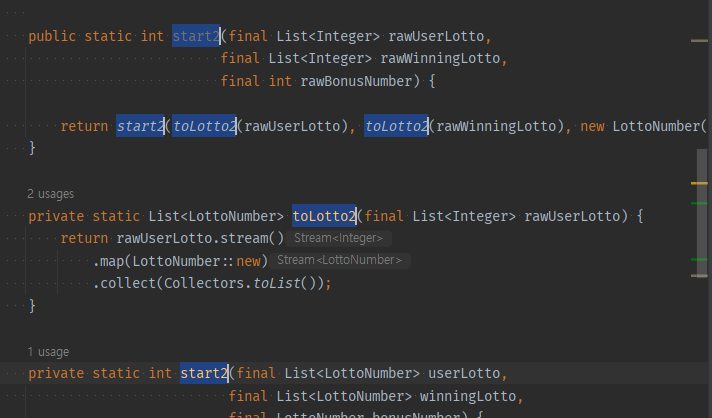 public static int start2(final List<Integer> rawUserLotto,
final List<Integer> rawWinningLotto,
final int rawBonusNumber) {
return start2(toLotto2(rawUserLotto), toLotto2(rawWinningLotto), new LottoNumber(
}
2 usages
private static List<LottoNumber> toLotto2(final List<Integer> rawUserLotto) {
return rawUserLotto.stream() Stream<Integer>
.map(LottoNumber::new) Stream<LottoNumber>
.collect(Collectors.toList());
}
1 usage
private static int start2(final List<LottoNumber> userLotto,
final List<LottoNumber> winningLotto,
final LottoNumber bonusNumber) {